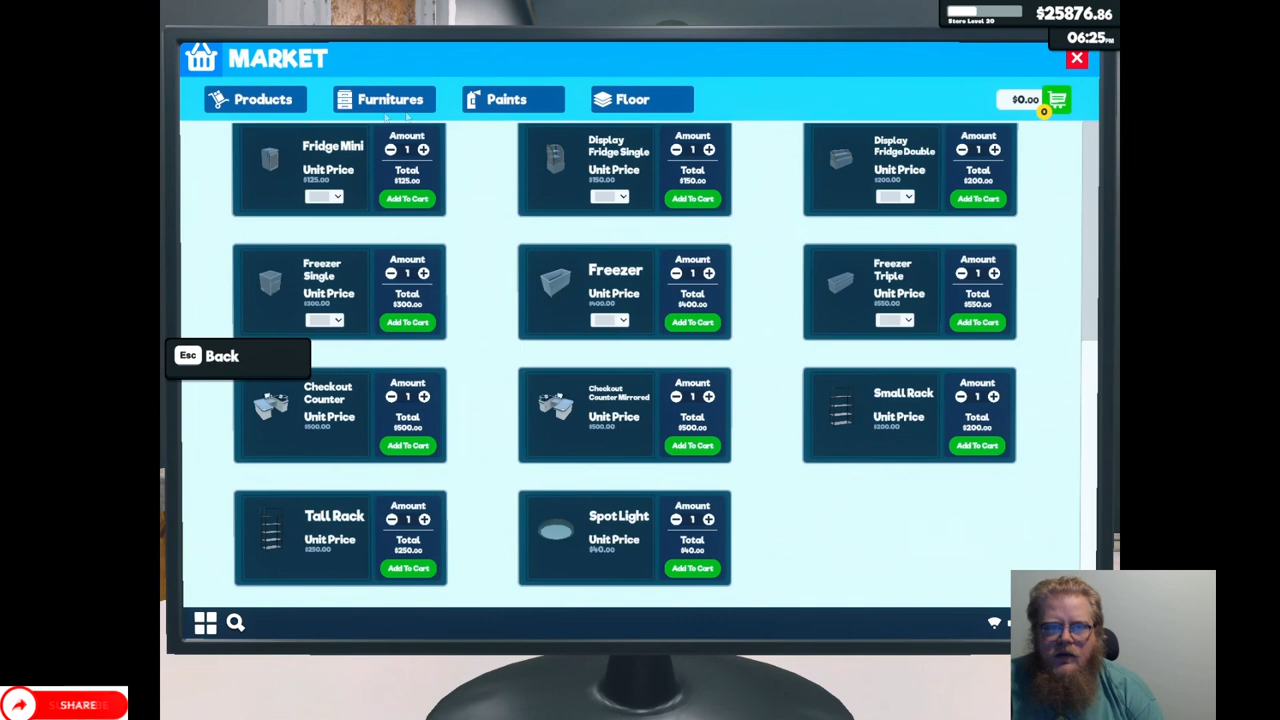 Store Level 20
$25876.86
06:25PM
MARKET
Products
Furnitures
Paints
Floor
$0.00
0
Fridge Mini
Unit Price
$125.00
Amount
1
Total
$125.00
Add To Cart
Display
Fridge Single
Unit Price
$150.00
Amount
1
Total
$150.00
Add To Cart
Display
Fridge Double
Unit Price
$200.00
Amount
1
Total
$200.00
Add To Cart
Freezer
Single
Unit Price
$300.00
Amount
1
Total
$300.00
Add To Cart
Freezer
Unit Price
$400.00
Amount
1
Total
$400.00
Add To Cart
Freezer
Triple
Unit Price
$550.00
Amount
1
Total
$550.00
Add To Cart
Esc Back
Checkout
Counter
Unit Price
$500.00
Amount
1
Total
$500.00
Add To Cart
Checkout
Counter Mirrored
Unit Price
$500.00
Amount
1
Total
$500.00
Add To Cart
Small Rack
Unit Price
$200.00
Amount
1
Total
$200.00
Add To Cart
Tall Rack
Unit Price
$250.00
Amount
1
Total
$250.00
Add To Cart
Spot Light
Unit Price
$40.00
Amount
1
Total
$40.00
Add To Cart
SHARE